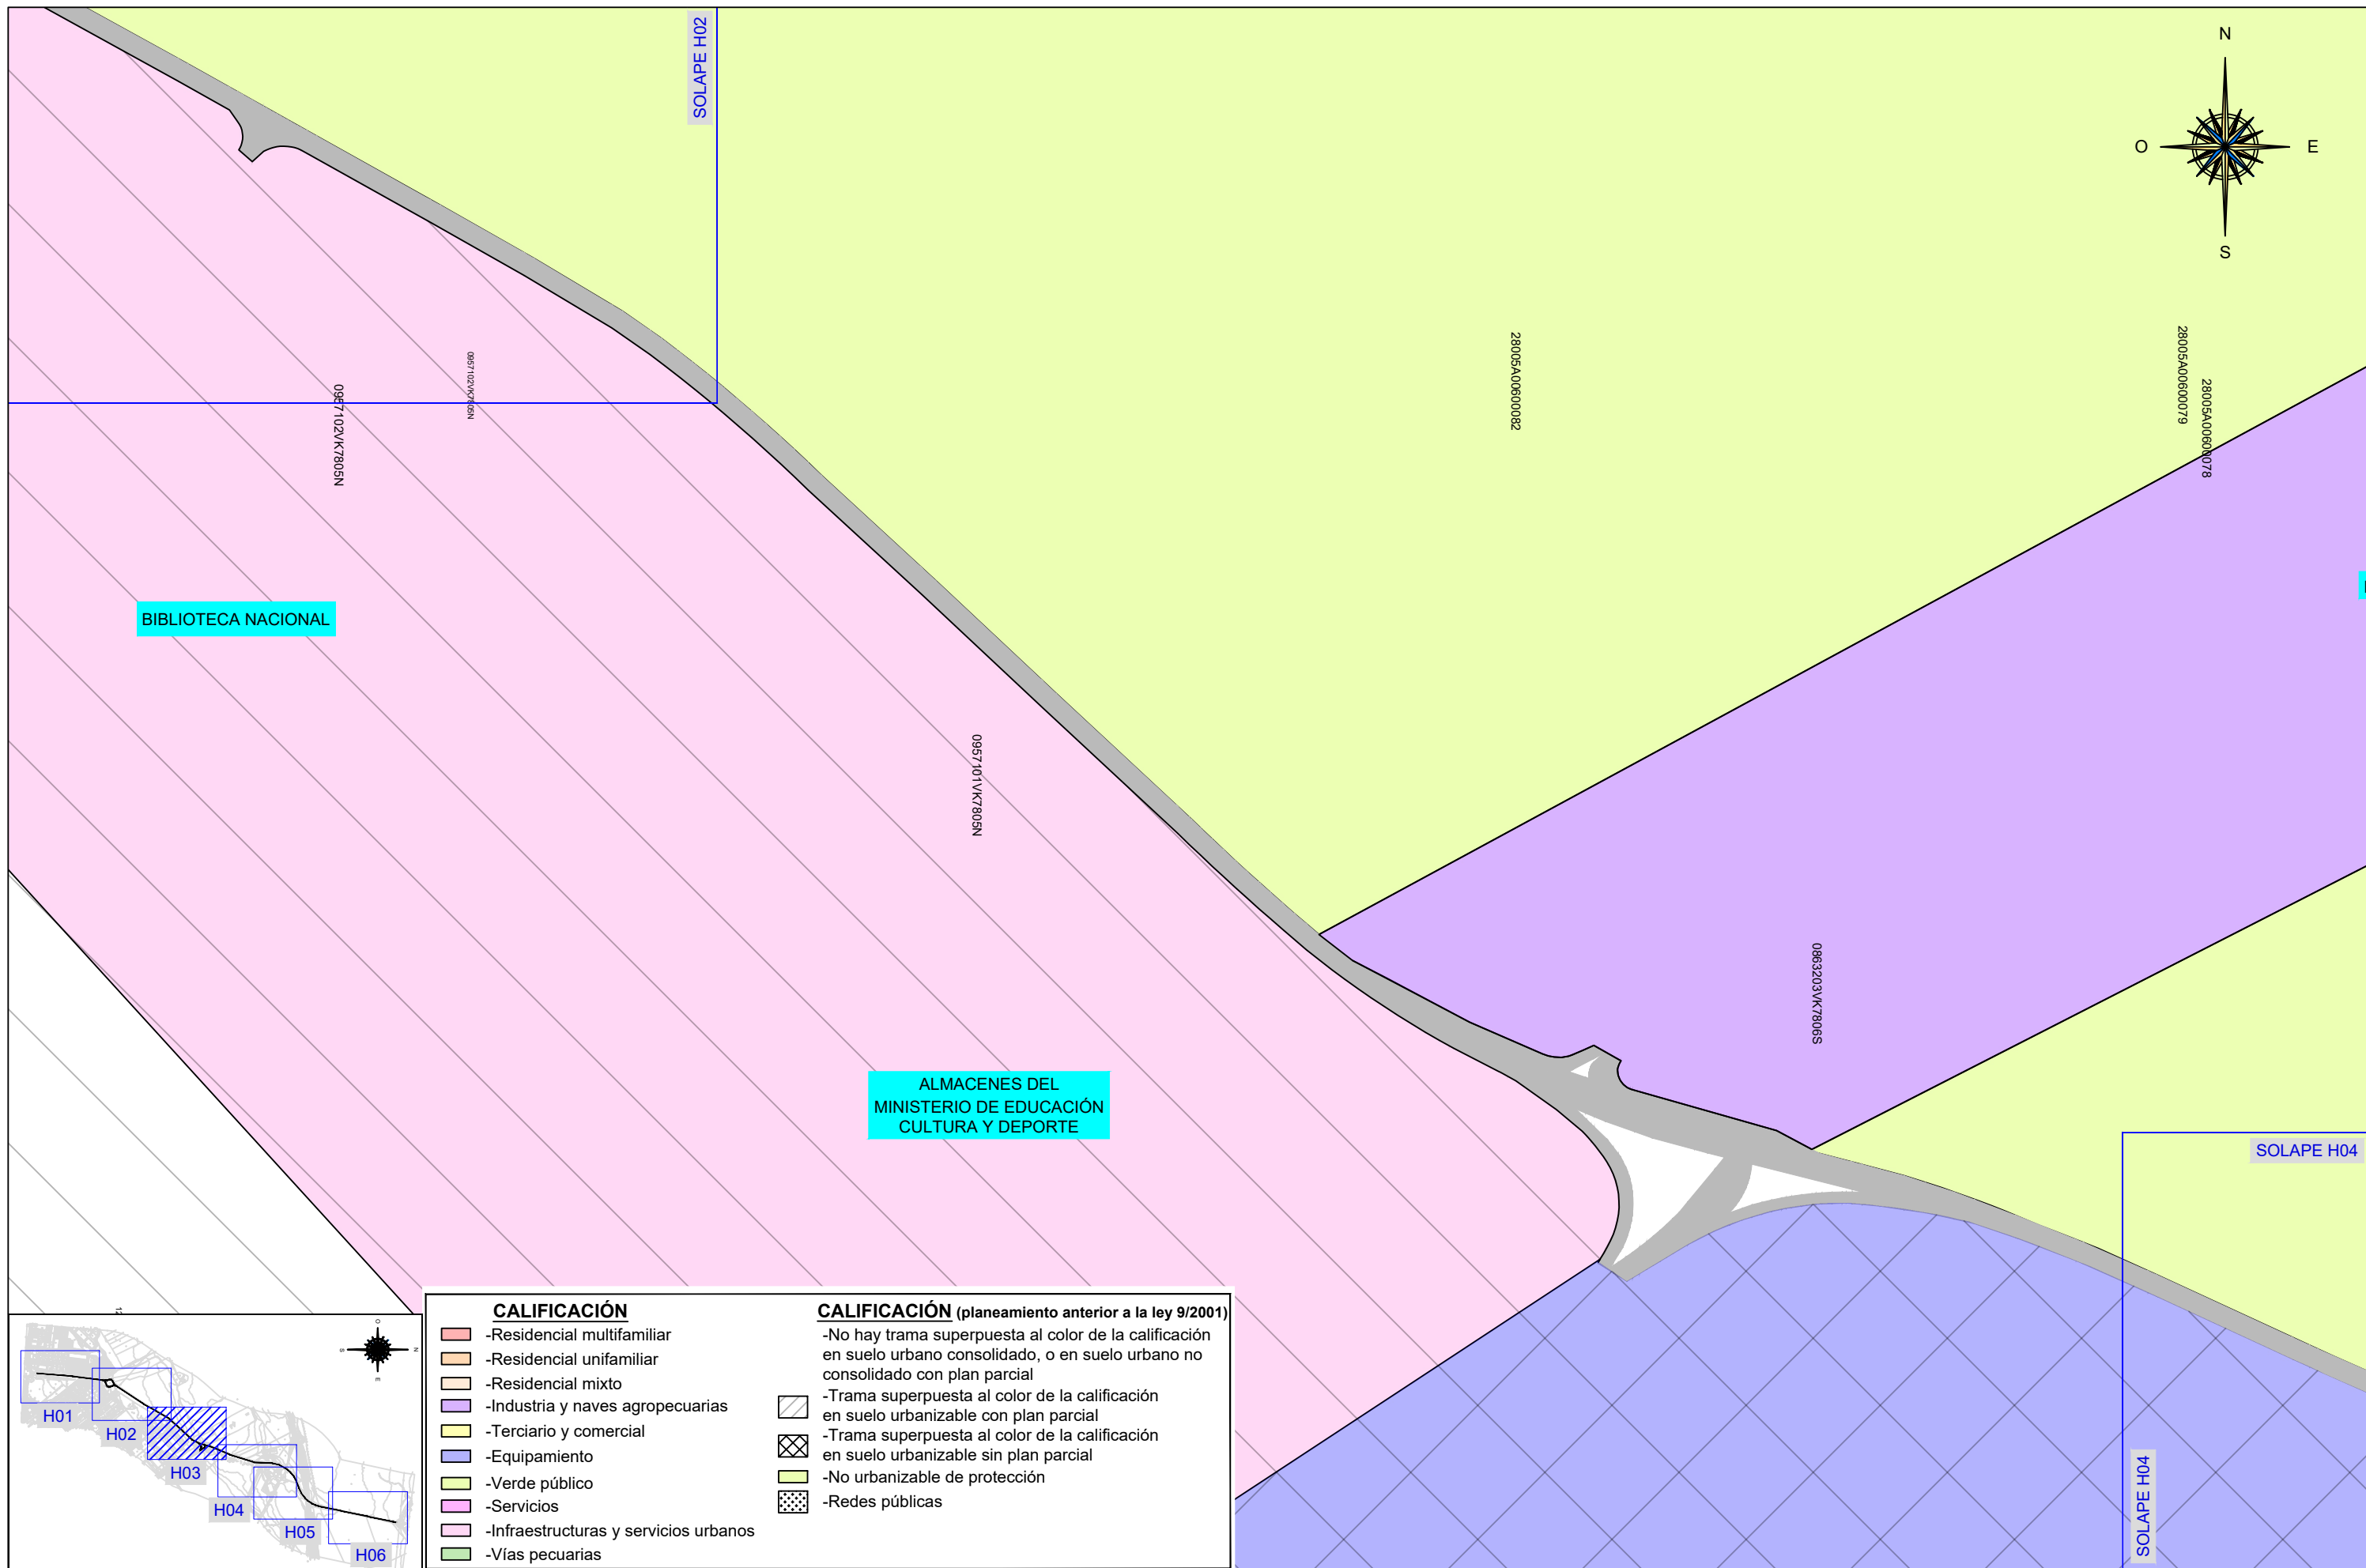 SOLAPE H02
N
O
E
S
28005A00600082
28005A00600079
28005A00600078
0957102VK7805N
0957102VK7805N
BIBLIOTECA NACIONAL
0957101VK7805N
0863203VK7806S
ALMACENES DEL
MINISTERIO DE EDUCACIÓN
CULTURA Y DEPORTE
SOLAPE H04
SOLAPE H04
O
S
N
E
H01
H02
H03
H04
H05
H06
CALIFICACIÓN
-Residencial multifamiliar
-Residencial unifamiliar
-Residencial mixto
-Industria y naves agropecuarias
-Terciario y comercial
-Equipamiento
-Verde público
-Servicios
-Infraestructuras y servicios urbanos
-Vías pecuarias
CALIFICACIÓN (planeamiento anterior a la ley 9/2001)
-No hay trama superpuesta al color de la calificación
en suelo urbano consolidado, o en suelo urbano no
consolidado con plan parcial
-Trama superpuesta al color de la calificación
en suelo urbanizable con plan parcial
-Trama superpuesta al color de la calificación
en suelo urbanizable sin plan parcial
-No urbanizable de protección
-Redes públicas